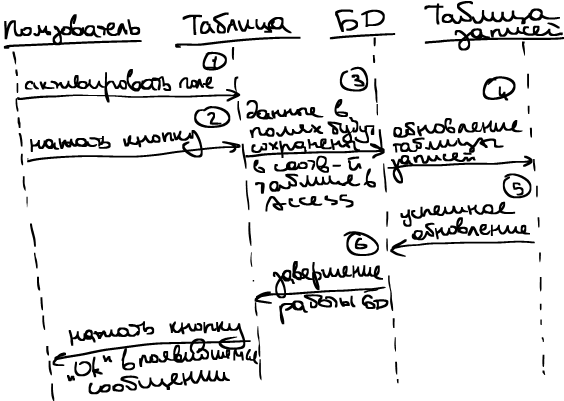 Пользователь Таблица БД Таблица
записей
1
активировать поле
3
4
2
Данные в
полях будут
сохранены
в соотв-й
таблице в
Access
нажать кнопку
обновление
таблицы
записей
5
успешное
обновление
6
завершение
работы БД
нажать кнопку
"Ок" в появившемся
сообщении